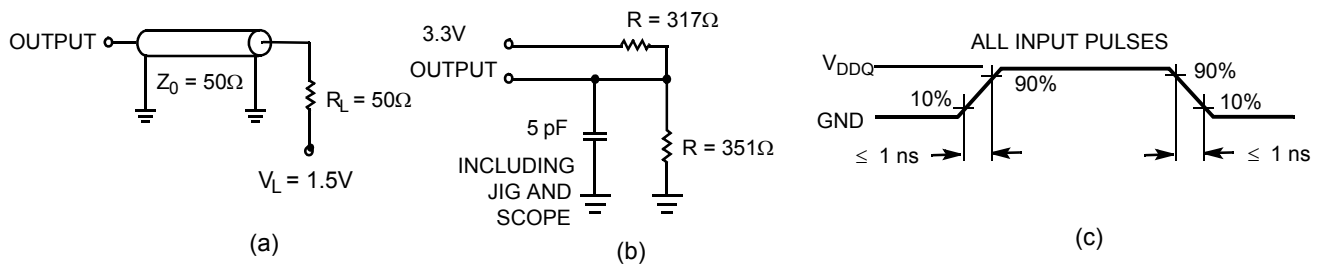 OUTPUT
Z0 = 50Ω
RL = 50Ω
VL = 1.5V
(a)
R = 317Ω
3.3V
OUTPUT
5 pF
INCLUDING
JIG AND
SCOPE
R = 351Ω
(b)
ALL INPUT PULSES
VDDQ
90%
90%
10%
10%
GND
≤ 1 ns
≤ 1 ns
(c)